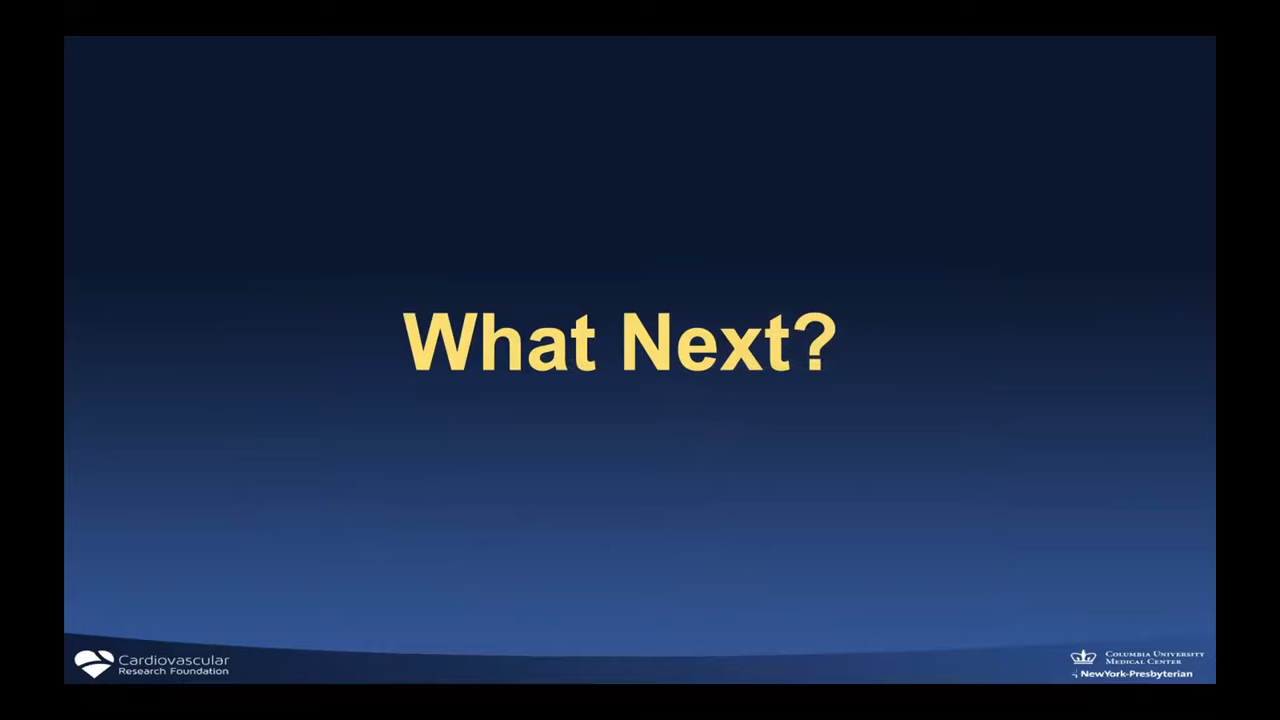 What Next?
Cardiovascular
Research Foundation
COLUMBIA UNIVERSITY
MEDICAL CENTER
NewYork-Presbyterian